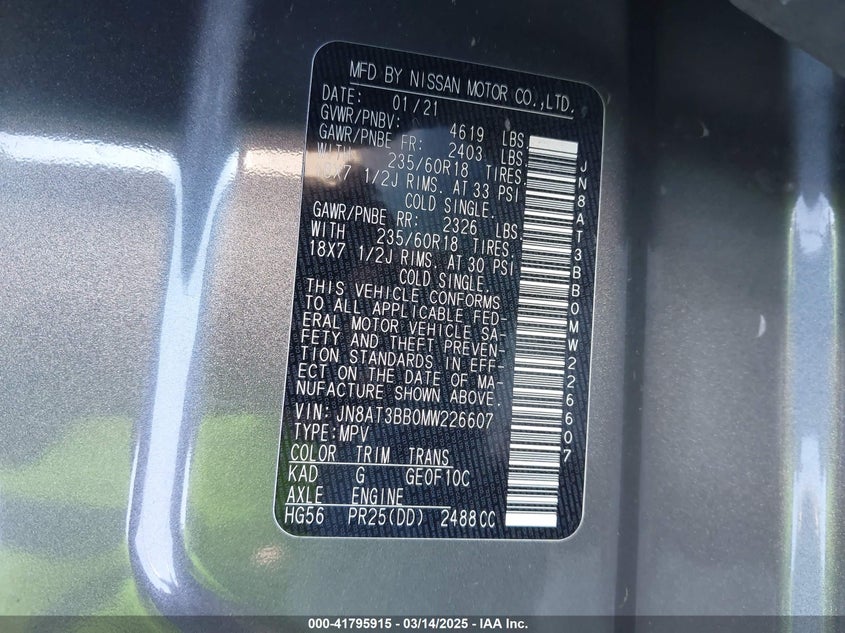 MFD BY NISSAN MOTOR CO.,LTD.
DATE: 01/21
GVWR/PNBV: 4619 LBS
GAWR/PNBE FR: 2403 LBS.
WITH 235/60R18 TIRES.
18X7 1/2J RIMS. AT 33 PSI
COLD SINGLE.
GAWR/PNBE RR: 2326 LBS.
WITH 235/60R18 TIRES.
18X7 1/2J RIMS. AT 30 PSI
COLD SINGLE.
THIS VEHICLE CONFORMS
TO ALL APPLICABLE FED-
ERAL MOTOR VEHICLE SA-
FETY AND THEFT PREVEN-
TION STANDARDS IN EFF-
ECT ON THE DATE OF MA-
NUFACTURE SHOWN ABOVE.
VIN: JN8AT3BB0MW226607
TYPE:MPV
COLOR TRIM TRANS
KAD G GE0F10C
AXLE ENGINE
HG56 PR25(DD) 2488CC
JN8AT3BB0MW226607
000-41795915 - 03/14/2025 - IAA Inc.